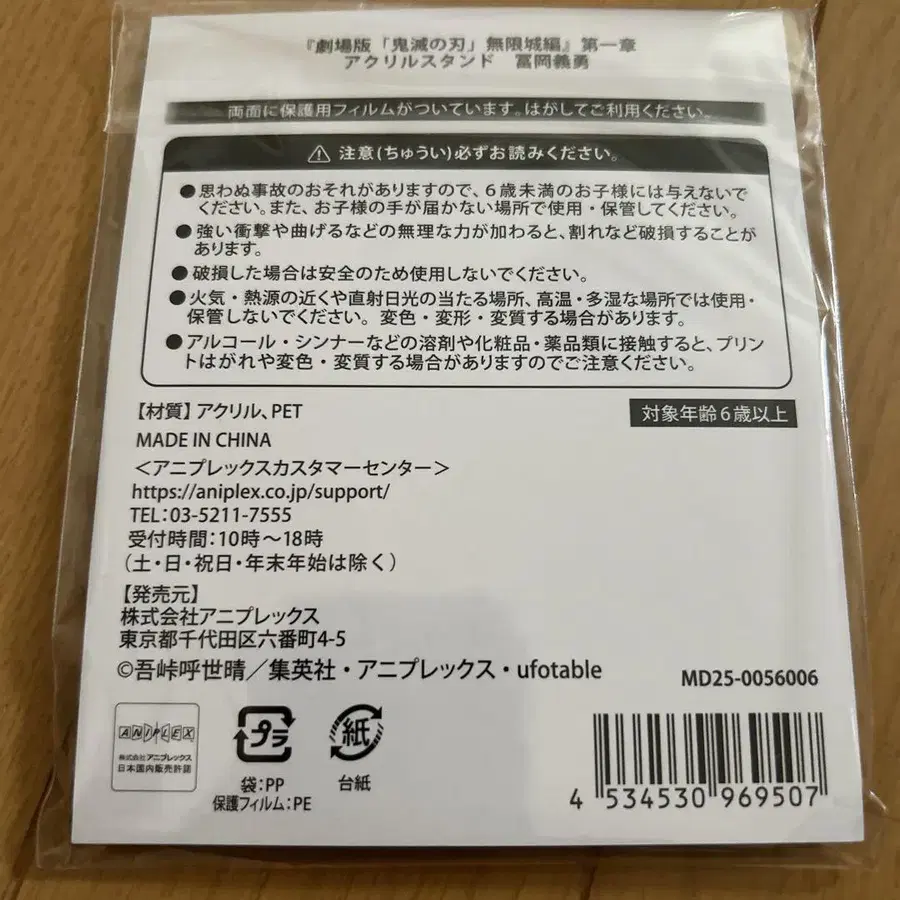 『劇場版「鬼滅の刃」無限城編』第一章
アクリルスタンド　冨岡義勇
両面に保護用フィルムがついています。はがしてご利用ください。
⚠ 注意(ちゅうい)必ずお読みください。
●思わぬ事故のおそれがありますので、6歳未満のお子様には与えないで
ください。また、お子様の手が届かない場所で使用・保管してください。
●強い衝撃や曲げるなどの無理な力が加わると、割れなど破損することが
あります。
●破損した場合は安全のため使用しないでください。
●火気・熱源の近くや直射日光の当たる場所、高温・多湿な場所では使用・
保管しないでください。変色・変形・変質する場合があります。
●アルコール・シンナーなどの溶剤や化粧品・薬品類に接触すると、プリン
トはがれや変色・変質する場合がありますのでご注意ください。
【材質】アクリル、PET
対象年齢6歳以上
MADE IN CHINA
＜アニプレックスカスタマーセンター＞
https://aniplex.co.jp/support/
TEL:03-5211-7555
受付時間:10時～18時
（土・日・祝日・年末年始は除く）
【発売元】
株式会社アニプレックス
東京都千代田区六番町4-5
©吾峠呼世晴／集英社・アニプレックス・ufotable
MD25-0056006
ANIPLEX
株式会社アニプレックス
日本国内販売許諾
プラ
袋:PP
保護フィルム:PE
紙
台紙
4 534530 969507